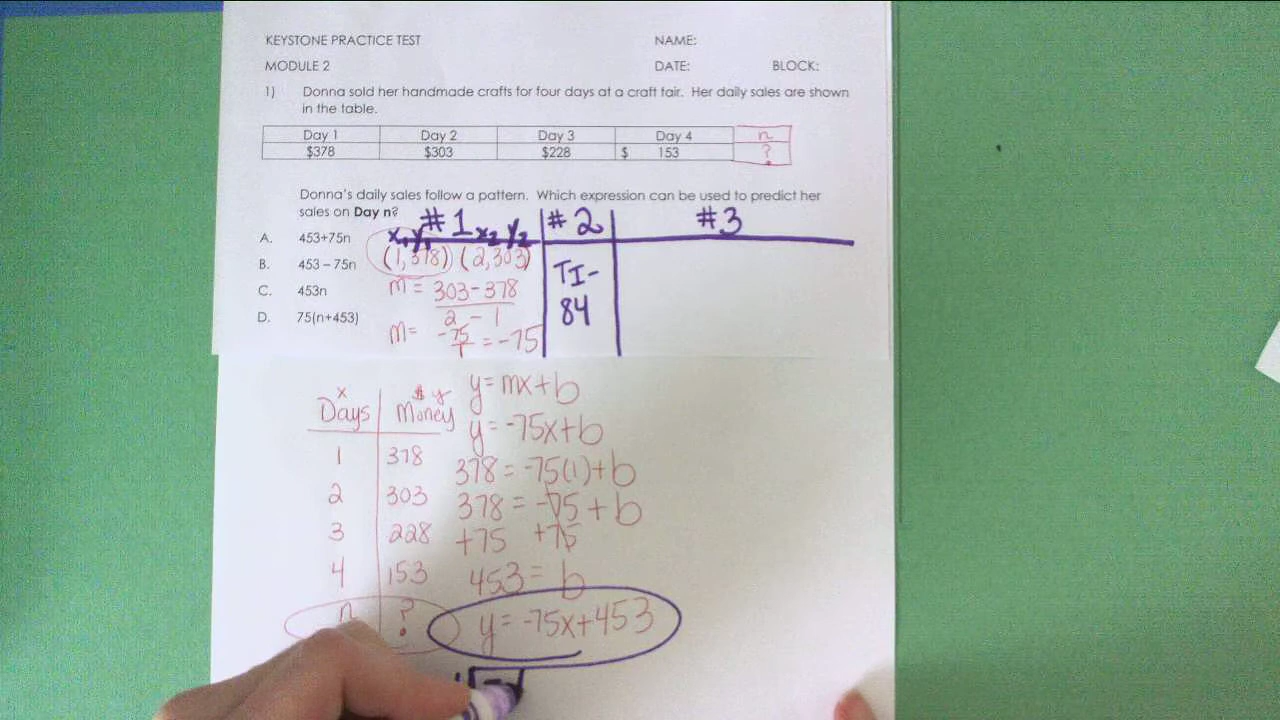 KEYSTONE PRACTICE TEST NAME:
MODULE 2 DATE: BLOCK:
1) Donna sold her handmade crafts for four days at a craft fair. Her daily sales are shown
in the table.
Day 1 Day 2 Day 3 Day 4 n
$378 $303 $228 $ 153 ?
Donna's daily sales follow a pattern. Which expression can be used to predict her
sales on Day n?
#1 #2 #3
A. 453+75n
B. 453 – 75n
C. 453n
D. 75(n+453)
x1 y1 x2 y2
(1, 378) (2, 303)
m = 303 - 378
2 - 1
m = -75
1
= -75
TI-
84
x $ y
Days Money
1 378
2 303
3 228
4 153
n ?
y = mx + b
y = -75x + b
378 = -75(1) + b
378 = -75 + b
+75 +75
453 = b
y = -75x + 453